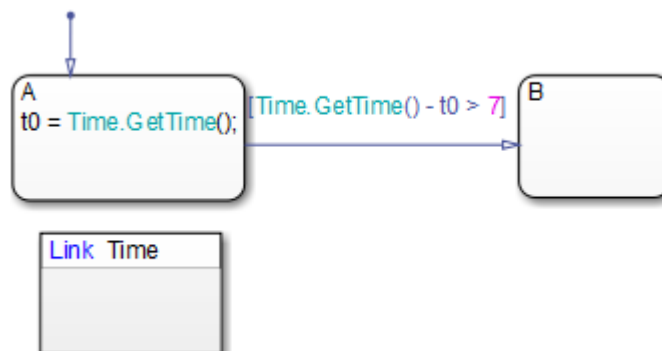 A
t0 = Time.GetTime();
[Time.GetTime() - t0 > 7]
B
Link Time